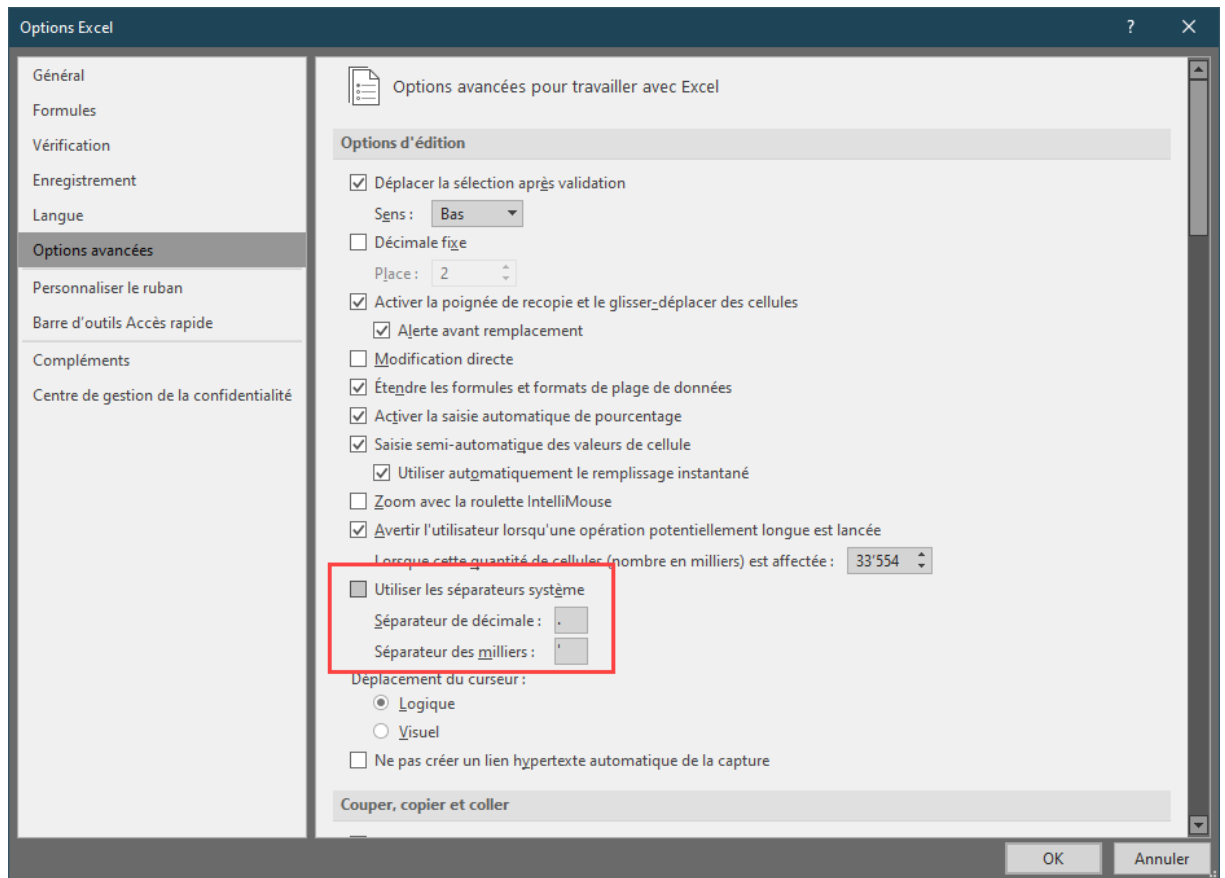 Options Excel
?
Général
Formules
Vérification
Enregistrement
Langue
Options avancées
Personnaliser le ruban
Barre d'outils Accès rapide
Compléments
Centre de gestion de la confidentialité
Options avancées pour travailler avec Excel
Options d'édition
Déplacer la sélection après validation
Sens : Bas
Décimale fixe
Place : 2
Activer la poignée de recopie et le glisser-déplacer des cellules
Alerte avant remplacement
Modification directe
Étendre les formules et formats de plage de données
Activer la saisie automatique de pourcentage
Saisie semi-automatique des valeurs de cellule
Utiliser automatiquement le remplissage instantané
Zoom avec la roulette IntelliMouse
Avertir l'utilisateur lorsqu'une opération potentiellement longue est lancée
Lorsque cette quantité de cellules (nombre en milliers) est affectée : 33'554
Utiliser les séparateurs système
Séparateur de décimale : .
Séparateur des milliers : '
Déplacement du curseur :
Logique
Visuel
Ne pas créer un lien hypertexte automatique de la capture
Couper, copier et coller
OK
Annuler